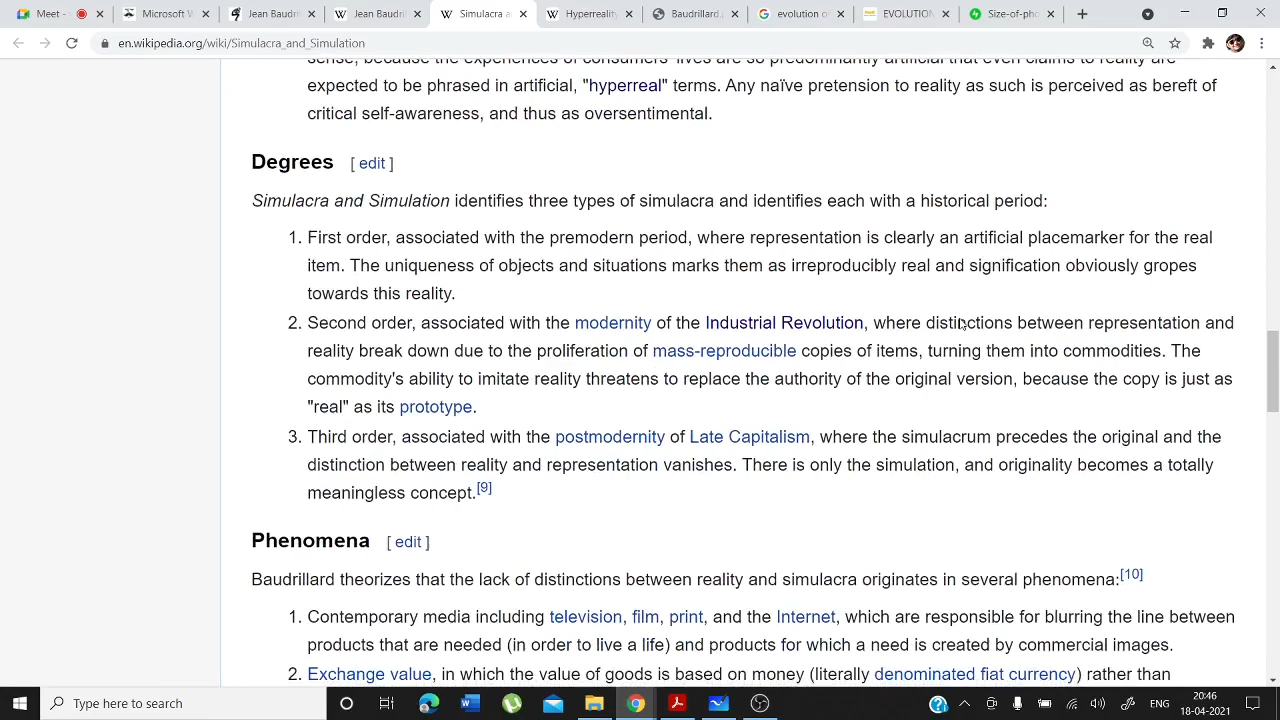 Meet -
Microsoft W
Jean Baudri
Jean Baudril
Simulacra a
Hyperrealit
Baudrillard,
evolution o
EVOLUTION
Size-of-pho
en.wikipedia.org/wiki/Simulacra_and_Simulation
sense, because the experiences of consumers' lives are so predominantly artificial that even claims to reality are
expected to be phrased in artificial, "hyperreal" terms. Any naïve pretension to reality as such is perceived as bereft of
critical self-awareness, and thus as oversentimental.
Degrees [ edit ]
Simulacra and Simulation identifies three types of simulacra and identifies each with a historical period:
1. First order, associated with the premodern period, where representation is clearly an artificial placemarker for the real
item. The uniqueness of objects and situations marks them as irreproducibly real and signification obviously gropes
towards this reality.
2. Second order, associated with the modernity of the Industrial Revolution, where distinctions between representation and
reality break down due to the proliferation of mass-reproducible copies of items, turning them into commodities. The
commodity's ability to imitate reality threatens to replace the authority of the original version, because the copy is just as
"real" as its prototype.
3. Third order, associated with the postmodernity of Late Capitalism, where the simulacrum precedes the original and the
distinction between reality and representation vanishes. There is only the simulation, and originality becomes a totally
meaningless concept.[9]
Phenomena [ edit ]
Baudrillard theorizes that the lack of distinctions between reality and simulacra originates in several phenomena:[10]
1. Contemporary media including television, film, print, and the Internet, which are responsible for blurring the line between
products that are needed (in order to live a life) and products for which a need is created by commercial images.
2. Exchange value, in which the value of goods is based on money (literally denominated fiat currency) rather than
Type here to search
ENG
20:46
18-04-2021